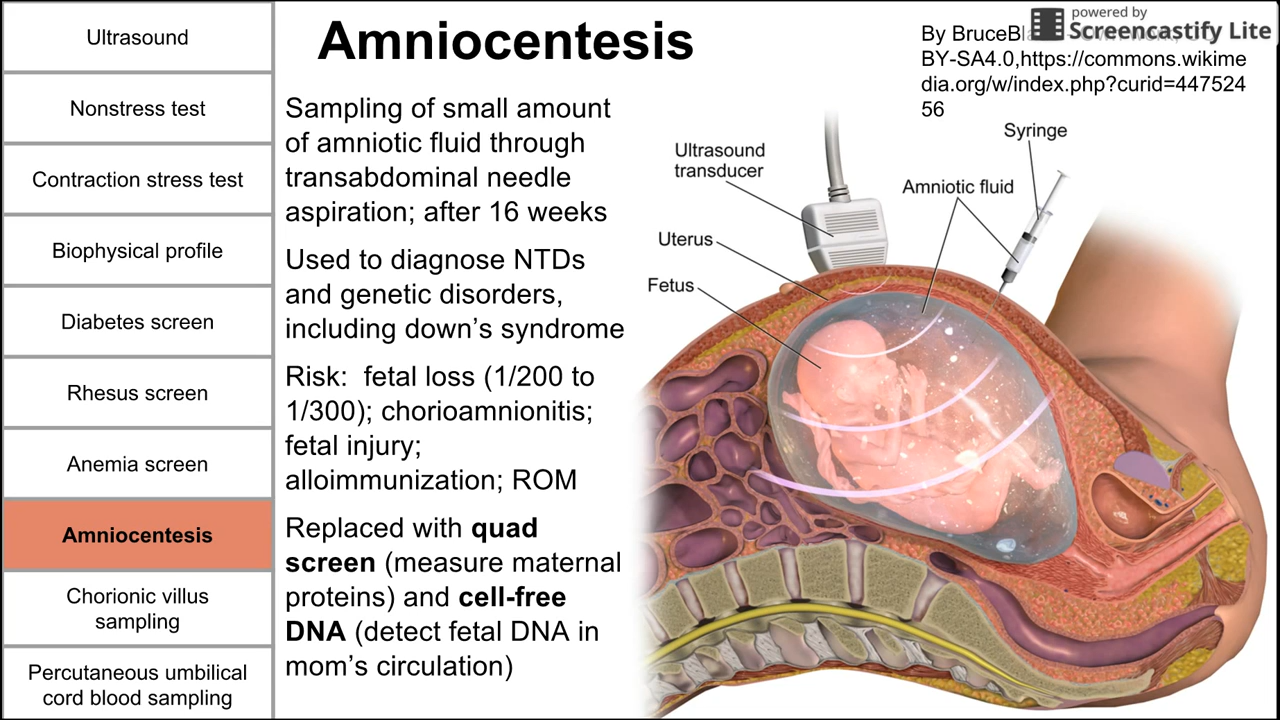 Ultrasound
Nonstress test
Contraction stress test
Biophysical profile
Diabetes screen
Rhesus screen
Anemia screen
Amniocentesis
Chorionic villus
sampling
Percutaneous umbilical
cord blood sampling
Amniocentesis
Sampling of small amount
of amniotic fluid through
transabdominal needle
aspiration; after 16 weeks
Used to diagnose NTDs
and genetic disorders,
including down's syndrome
Risk: fetal loss (1/200 to
1/300); chorioamnionitis;
fetal injury;
alloimmunization; ROM
Replaced with quad
screen (measure maternal
proteins) and cell-free
DNA (detect fetal DNA in
mom's circulation)
powered by
Screencastify Lite
By
BY-SA4.0,https://commons.wikime
dia.org/w/index.php?curid=447524
56
Syringe
Ultrasound
transducer
Amniotic fluid
Uterus
Fetus